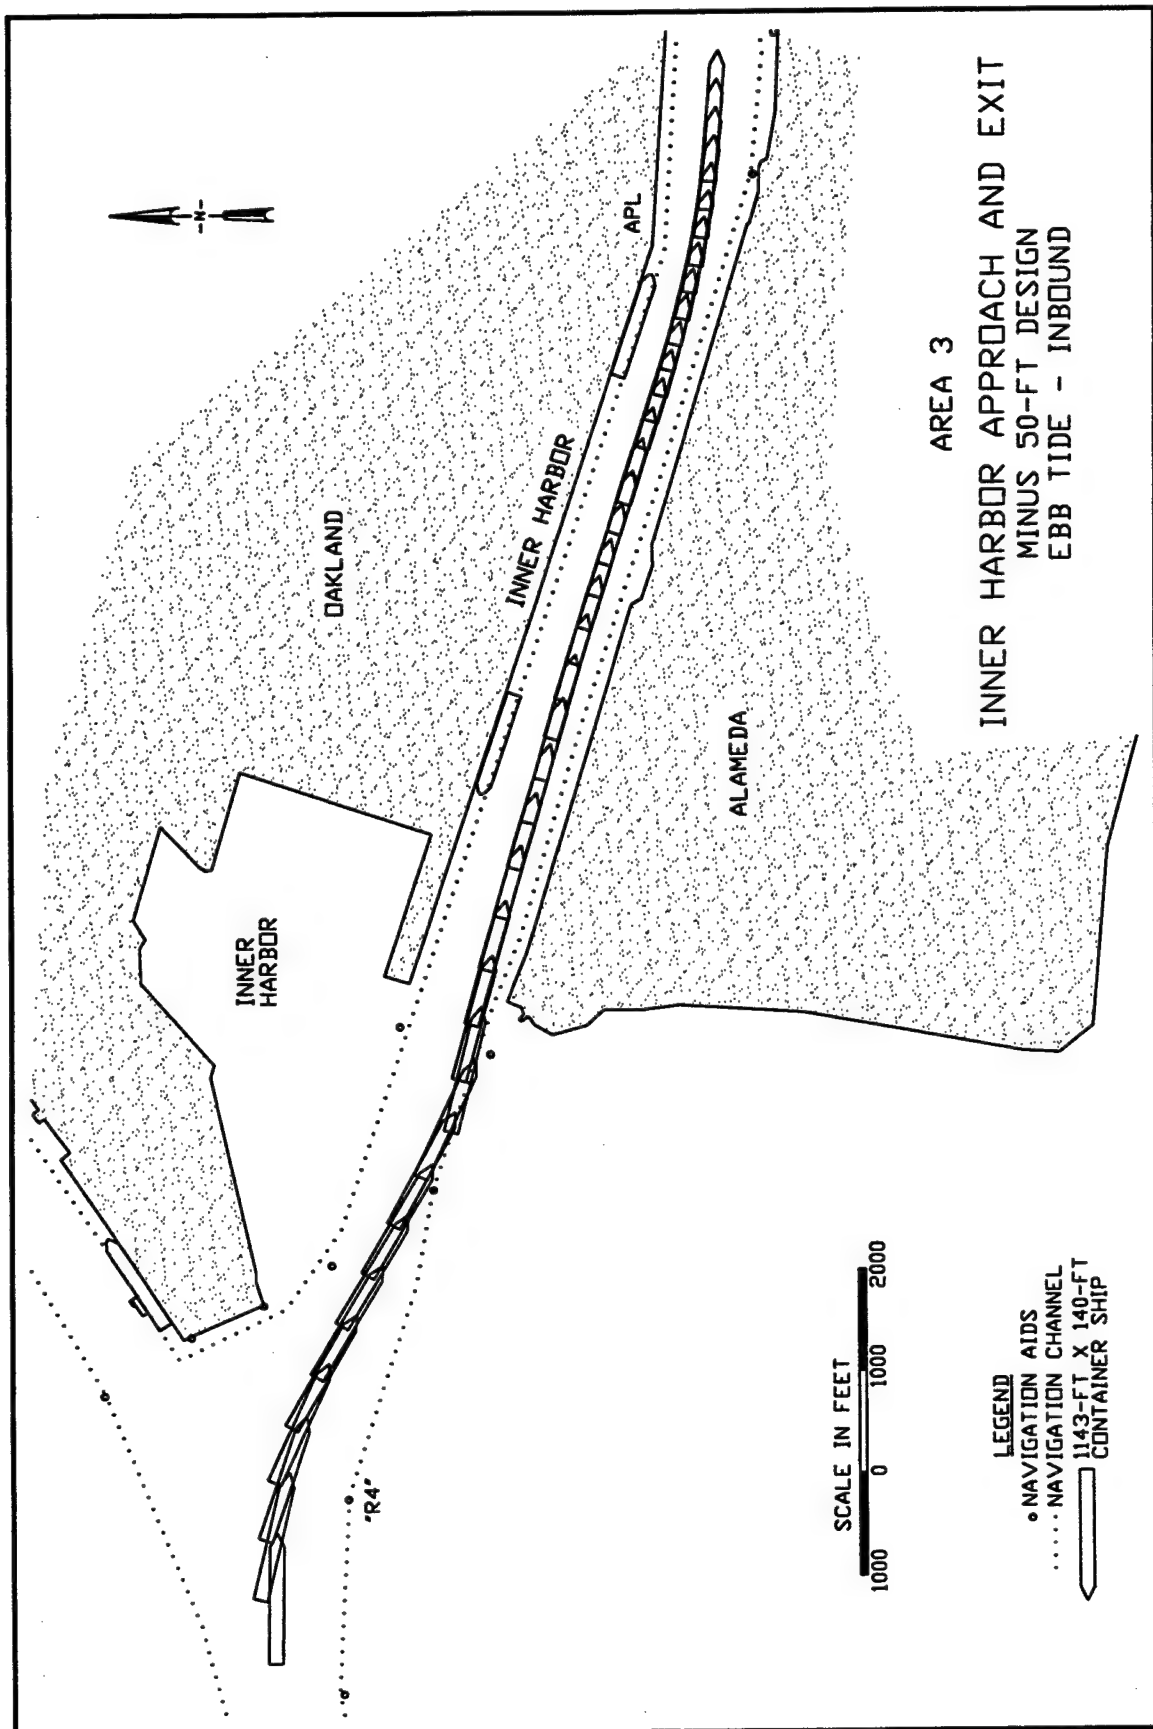 -N-
OAKLAND
INNER HARBOR
APL
INNER
HARBOR
ALAMEDA
"R4"
AREA 3
INNER HARBOR APPROACH AND EXIT
MINUS 50-FT DESIGN
EBB TIDE - INBOUND
SCALE IN FEET
1000 0 1000 2000
LEGEND
NAVIGATION AIDS
NAVIGATION CHANNEL
1143-FT X 140-FT
CONTAINER SHIP